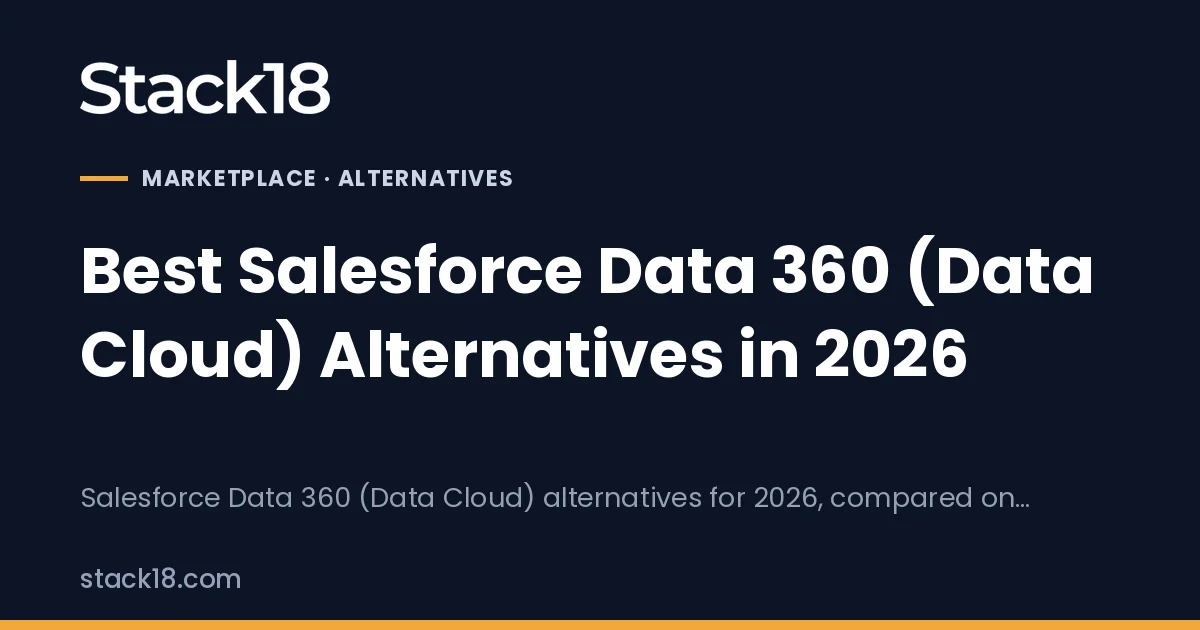 Stack18
MARKETPLACE · ALTERNATIVES
Best Salesforce Data 360 (Data
Cloud) Alternatives in 2026
Salesforce Data 360 (Data Cloud) alternatives for 2026, compared on…
stack18.com